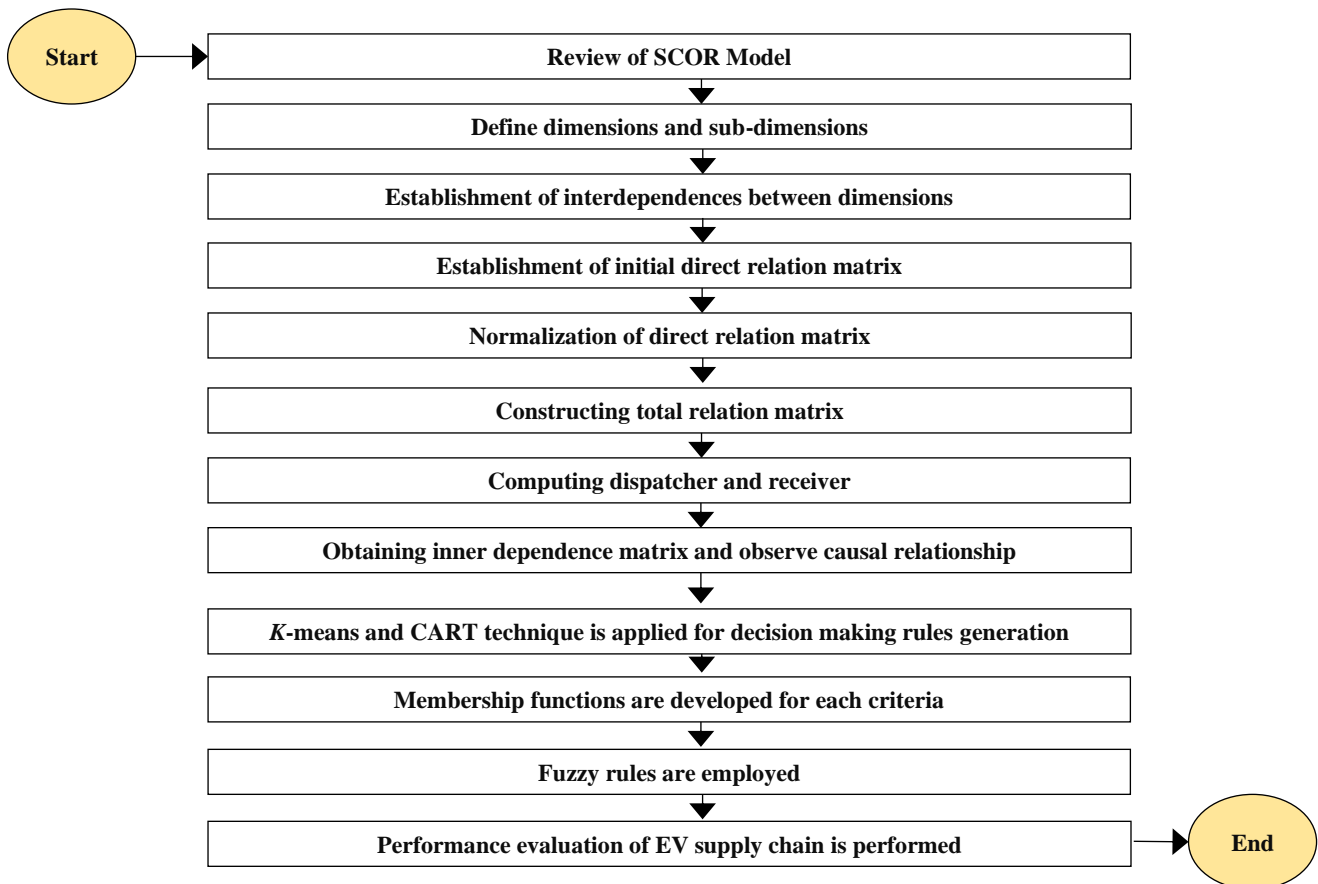 Start
Review of SCOR Model
Define dimensions and sub-dimensions
Establishment of interdependences between dimensions
Establishment of initial direct relation matrix
Normalization of direct relation matrix
Constructing total relation matrix
Computing dispatcher and receiver
Obtaining inner dependence matrix and observe causal relationship
K-means and CART technique is applied for decision making rules generation
Membership functions are developed for each criteria
Fuzzy rules are employed
Performance evaluation of EV supply chain is performed
End